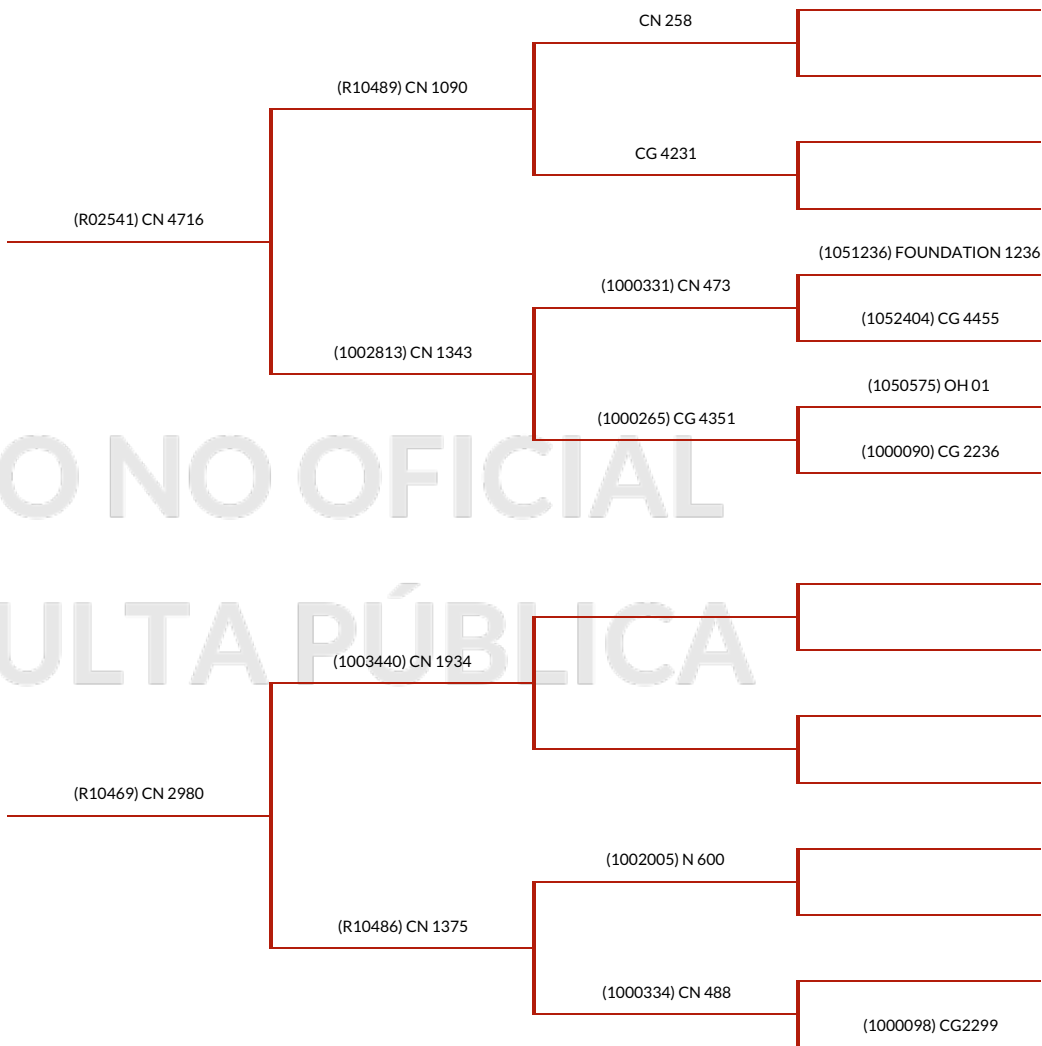 CN 258
(R10489) CN 1090
CG 4231
(R02541) CN 4716
(1051236) FOUNDATION 1236
(1000331) CN 473
(1052404) CG 4455
(1002813) CN 1343
(1050575) OH 01
(1000265) CG 4351
(1000090) CG 2236
O NO OFICIAL
ULTA PÚBLICA
(1003440) CN 1934
(R10469) CN 2980
(1002005) N 600
(R10486) CN 1375
(1000334) CN 488
(1000098) CG2299